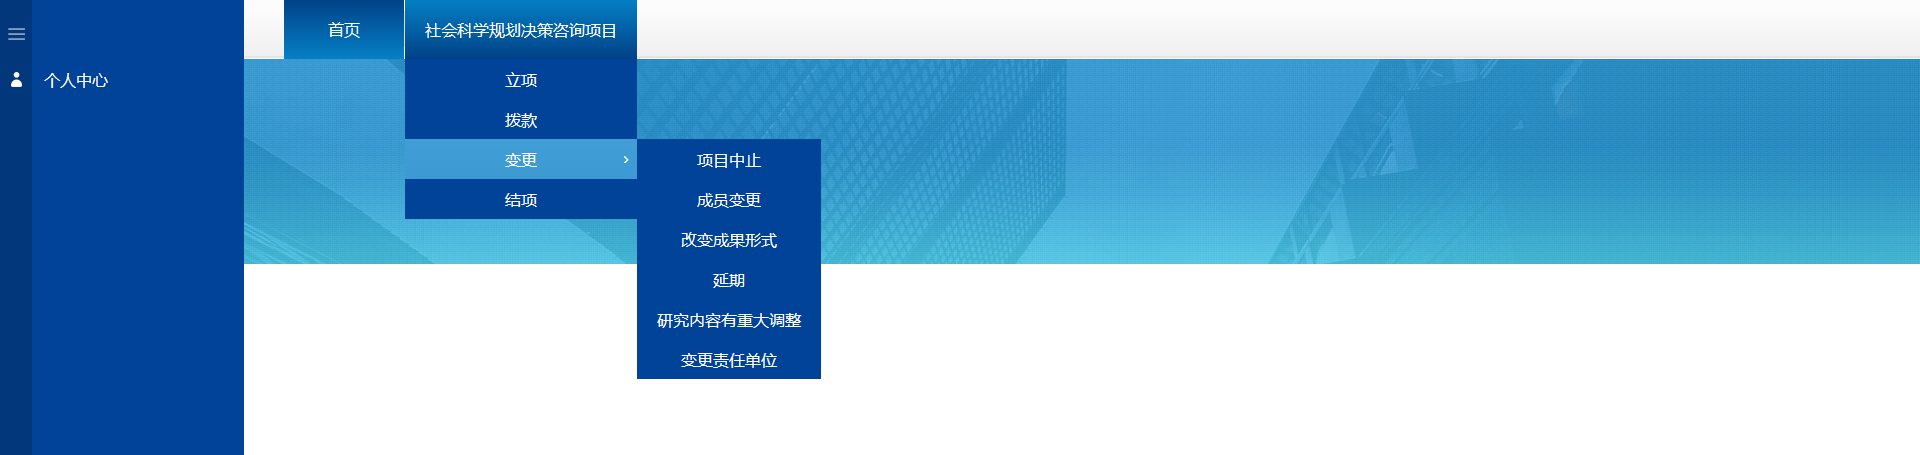 首页
社会科学规划决策咨询项目
个人中心
立项
拨款
变更
结项
项目中止
成员变更
改变成果形式
延期
研究内容有重大调整
变更责任单位